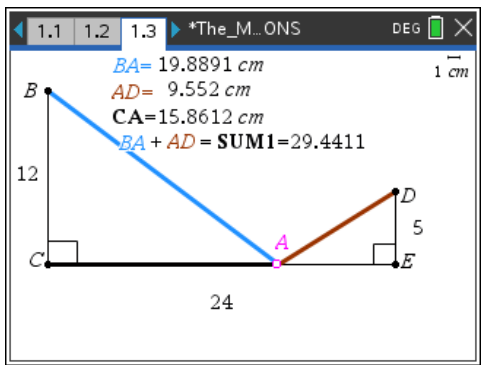 1.1 1.2 1.3 *The_M...ONS DEG
BA= 19.8891 cm
1 cm
AD= 9.552 cm
CA=15.8612 cm
BA + AD = SUM1=29.4411
B
12
D
5
A
C
E
24